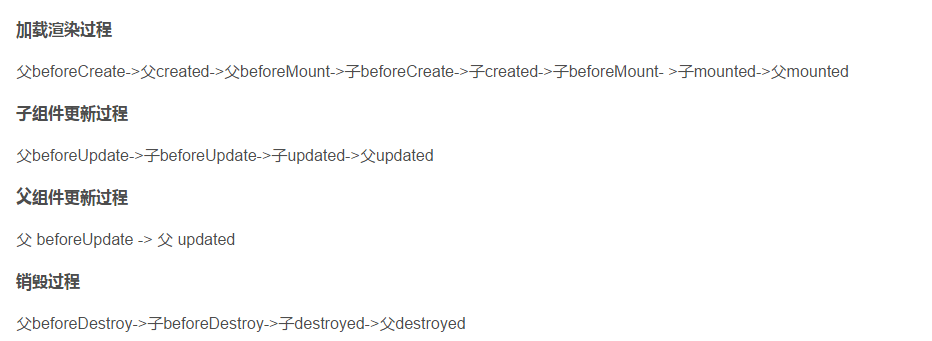 加载渲染过程
父beforeCreate->父created->父beforeMount->子beforeCreate->子created->子beforeMount- >子mounted->父mounted
子组件更新过程
父beforeUpdate->子beforeUpdate->子updated->父updated
父组件更新过程
父 beforeUpdate -> 父 updated
销毁过程
父beforeDestroy->子beforeDestroy->子destroyed->父destroyed